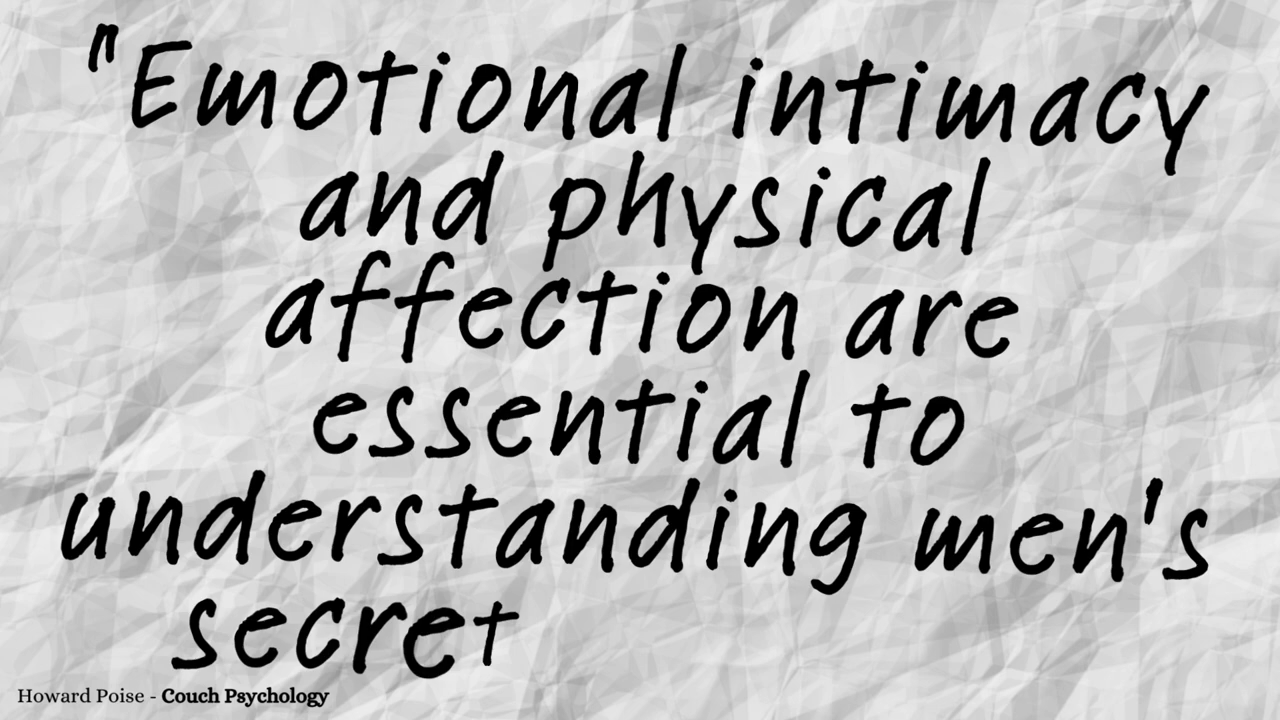 "Emotional intimacy
and physical
affection are
essential to
understanding men's
secret
Howard Poise - Couch Psychology